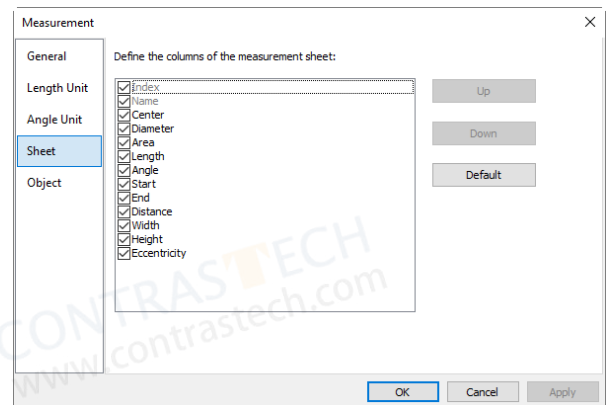 Measurement
General
Length Unit
Angle Unit
Sheet
Object
Define the columns of the measurement sheet:
Index
Name
Center
Diameter
Area
Length
Angle
Start
End
Distance
Width
Height
Eccentricity
Up
Down
Default
CONTRASTECH
www.contrastech.com
OK Cancel Apply